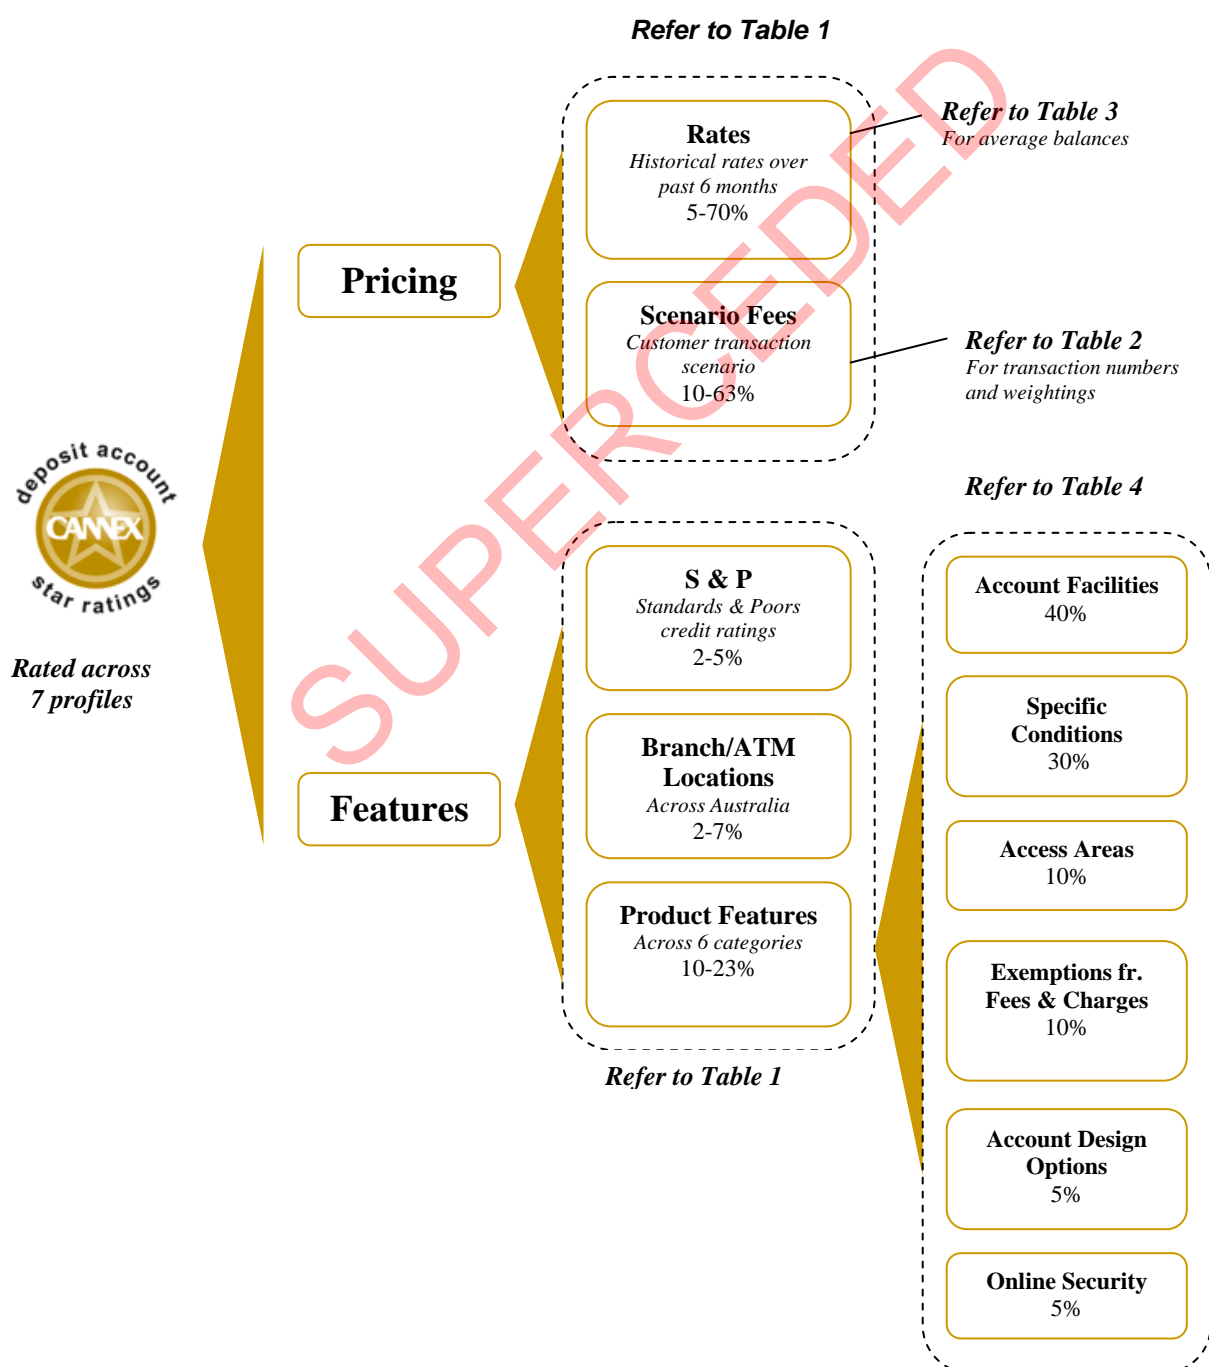 Refer to Table 1
Rates
Historical rates over
past 6 months
5-70%
Refer to Table 3
For average balances
Pricing
Scenario Fees
Customer transaction
scenario
10-63%
Refer to Table 2
For transaction numbers
and weightings
SUPERCEDED
deposit account
CANNEX
star ratings
Rated across
7 profiles
Refer to Table 4
S & P
Standards & Poors
credit ratings
2-5%
Branch/ATM
Locations
Across Australia
2-7%
Features
Product Features
Across 6 categories
10-23%
Refer to Table 1
Account Facilities
40%
Specific
Conditions
30%
Access Areas
10%
Exemptions fr.
Fees & Charges
10%
Account Design
Options
5%
Online Security
5%